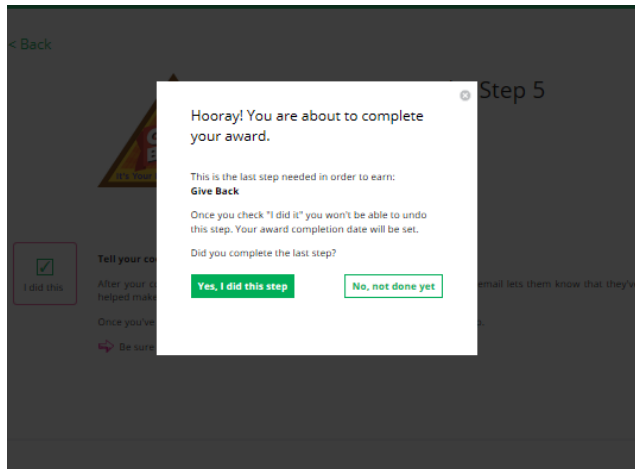 < Back
Step 5
Hooray! You are about to complete
your award.
It's Your
This is the last step needed in order to earn:
Give Back
Once you check "I did it" you won't be able to undo
this step. Your award completion date will be set.
Did you complete the last step?
Yes, I did this step
No, not done yet
I did this
Tell your co
After your c
email lets them know that they'v
helped make
Once you've
Be sure